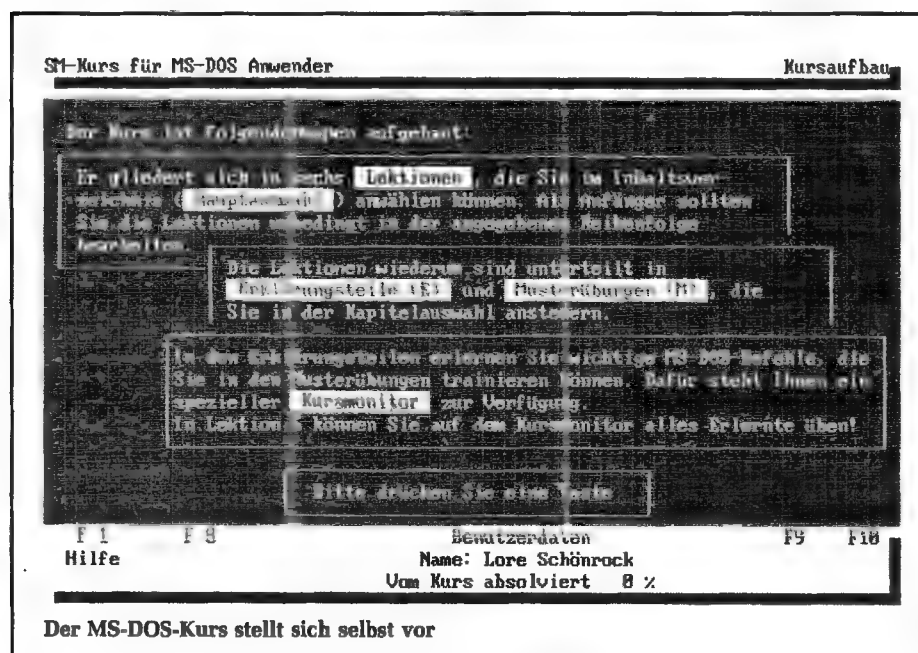 SM-Kurs für MS-DOS Anwender Kursaufbau
Der Kurs ist folgendermaßen aufgebaut:
Er gliedert sich in sechs Lektionen , die Sie im Inhaltsver-
zeichnis ( Hauptauswahl ) anwählen können. Als Anfänger sollten
Sie die Lektionen unbedingt in der angegebenen Reihenfolge
bearbeiten.
Die Lektionen wiederum sind unterteilt in
Erklärungsteile (E) und Musterübungen (M) , die
Sie in der Kapitelauswahl ansteuern.
In den Erklärungsteilen erlernen Sie wichtige MS-DOS-Befehle, die
Sie in den Musterübungen trainieren können. Dafür steht Ihnen ein
spezieller Kursmonitor zur Verfügung.
In Lektion können Sie auf dem Kursmonitor alles Erlernte üben!
Bitte drücken Sie eine Taste
F 1 F 8 Benutzerdaten F9 F10
Hilfe Name: Lore Schönrock
Vom Kurs absolviert 0 %
Der MS-DOS-Kurs stellt sich selbst vor